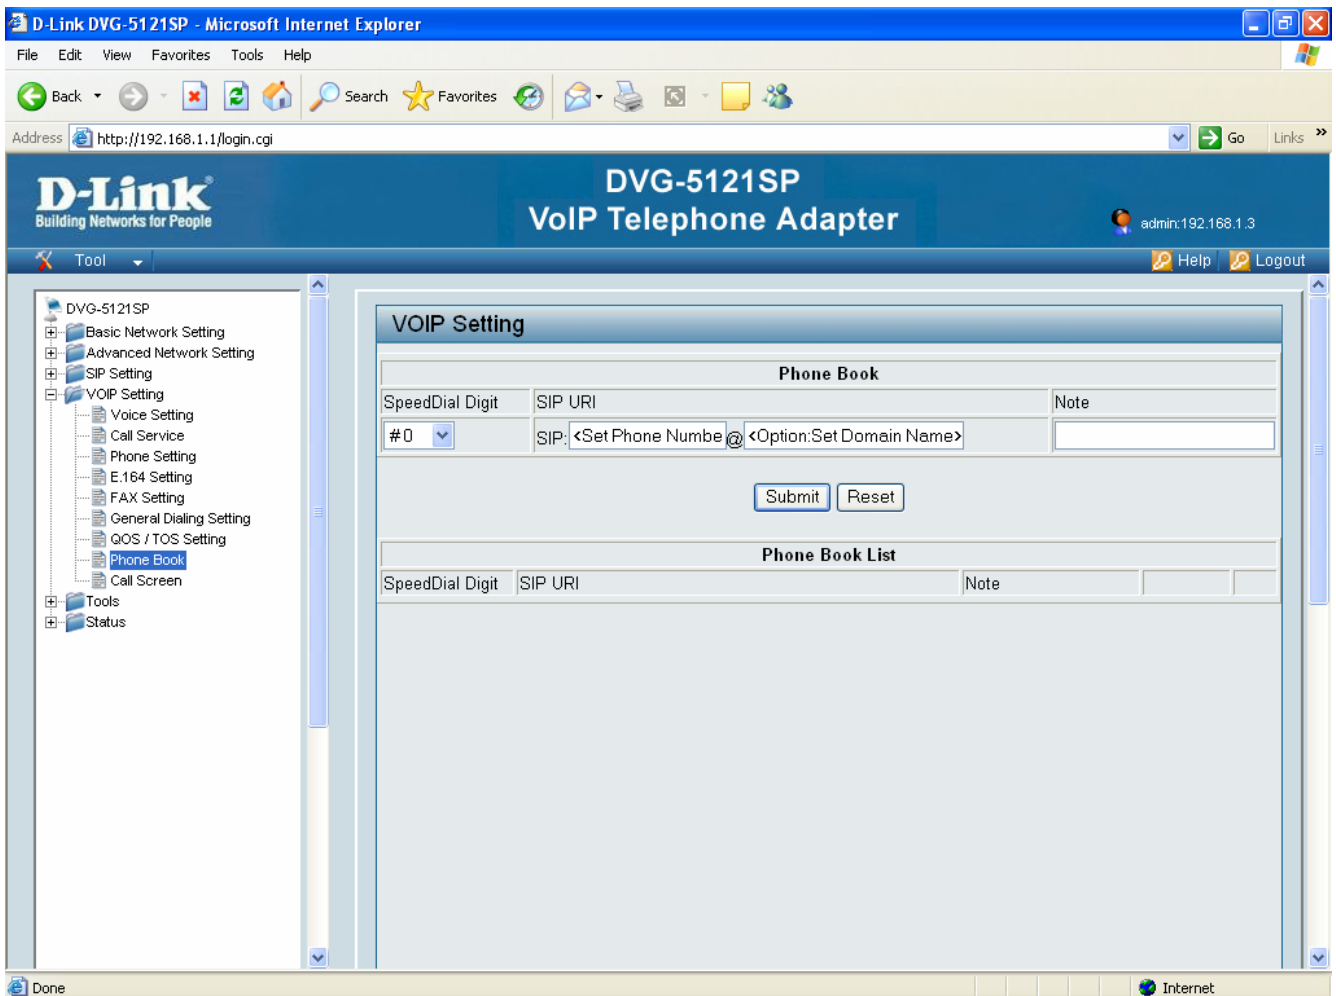 D-Link DVG-5121SP - Microsoft Internet Explorer
File Edit View Favorites Tools Help
Back Search Favorites
Address http://192.168.1.1/login.cgi Go Links »
D-Link®
Building Networks for People
DVG-5121SP
VoIP Telephone Adapter
admin:192.168.1.3
Tool Help Logout
DVG-5121SP
Basic Network Setting
Advanced Network Setting
SIP Setting
VOIP Setting
Voice Setting
Call Service
Phone Setting
E.164 Setting
FAX Setting
General Dialing Setting
QOS / TOS Setting
Phone Book
Call Screen
Tools
Status
VOIP Setting
Phone Book
SpeedDial Digit SIP URI Note
#0 SIP: <Set Phone Numbe @ <Option:Set Domain Name>
Submit Reset
Phone Book List
SpeedDial Digit SIP URI Note
Done Internet